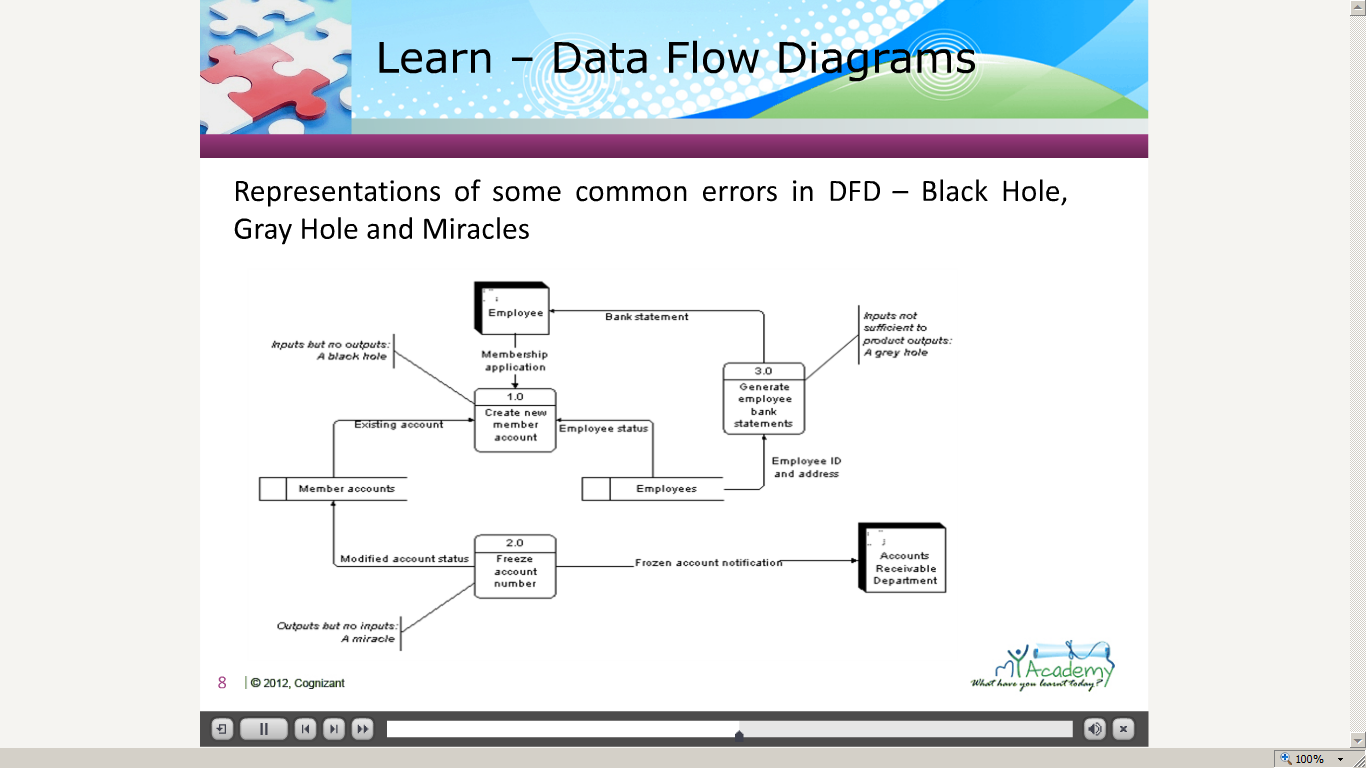 Learn – Data Flow Diagrams
Representations of some common errors in DFD – Black Hole,
Gray Hole and Miracles
Employee
Bank statement
Inputs not
sufficient to
product outputs:
A grey hole
Inputs but no outputs:
A black hole
Membership
application
3.0
Generate
employee
bank
statements
1.0
Create new
member
account
Existing account
Employee status
Employee ID
and address
Member accounts
Employees
2.0
Freeze
account
number
Modified account status
Frozen account notification
Accounts
Receivable
Department
Outputs but no inputs:
A miracle
myAcademy
What have you learnt today?
8
© 2012, Cognizant
100%